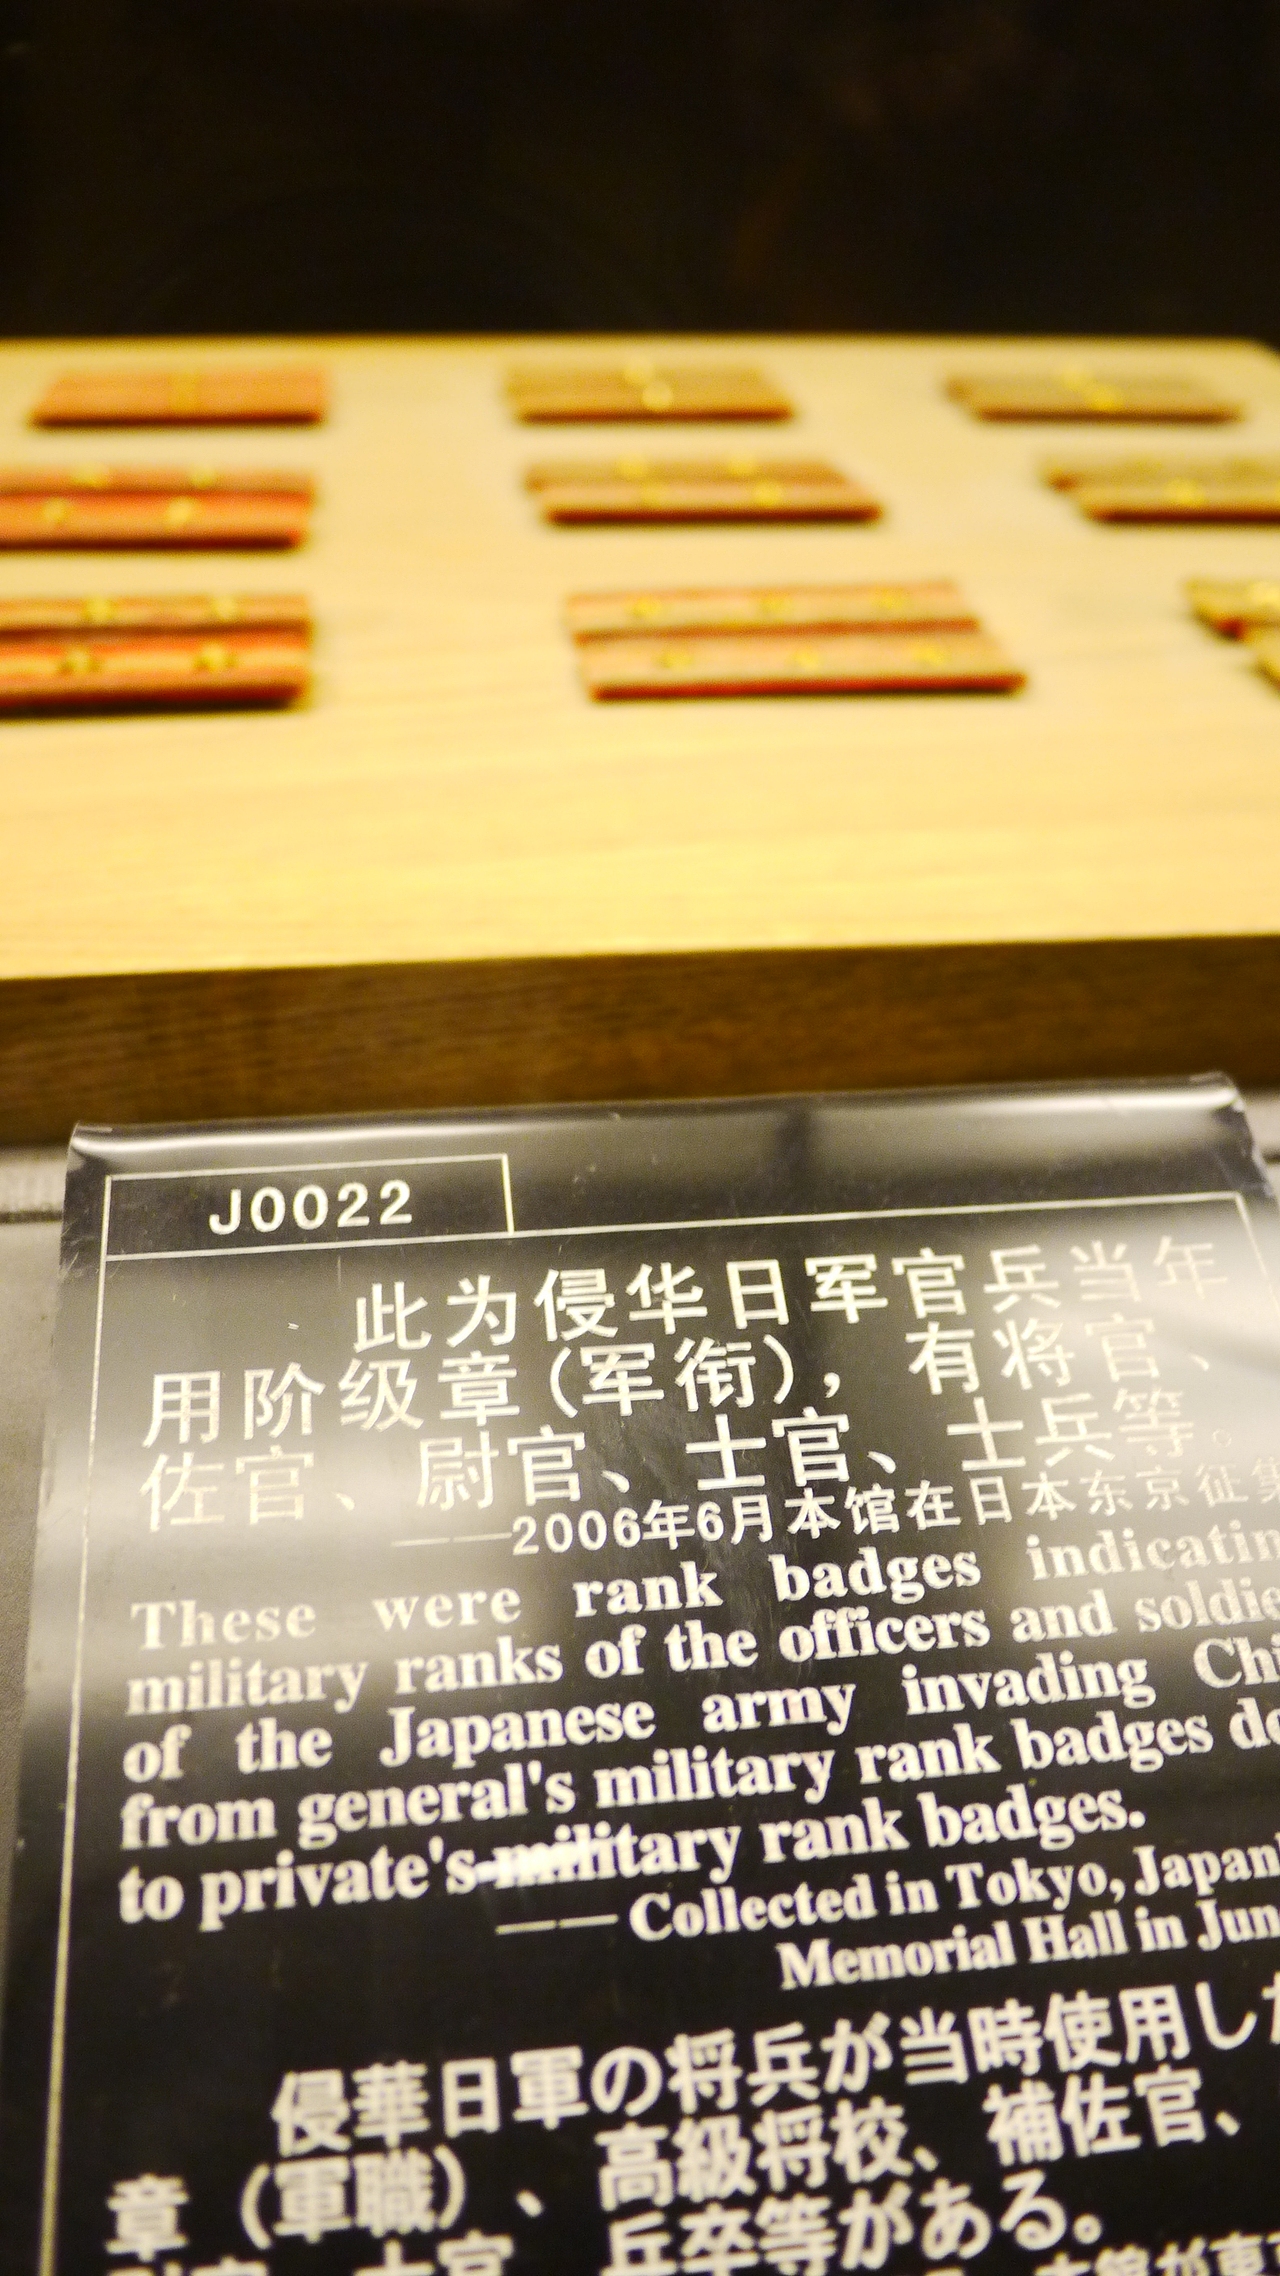 J0022
此为侵华日军官兵当年
用阶级章(军衔)，有将官、
佐官、尉官、士官、士兵等。
——2006年6月本馆在日本东京征集
These were rank badges
military ranks of the officers and
of the Japanese army invading
from general's military rank badges
to private's military rank badges.
——Collected in Tokyo, Japan
Memorial Hall in
侵華日軍の将兵が当時使用し
章（軍職）、高級将校、補佐官、
兵卒等がある。